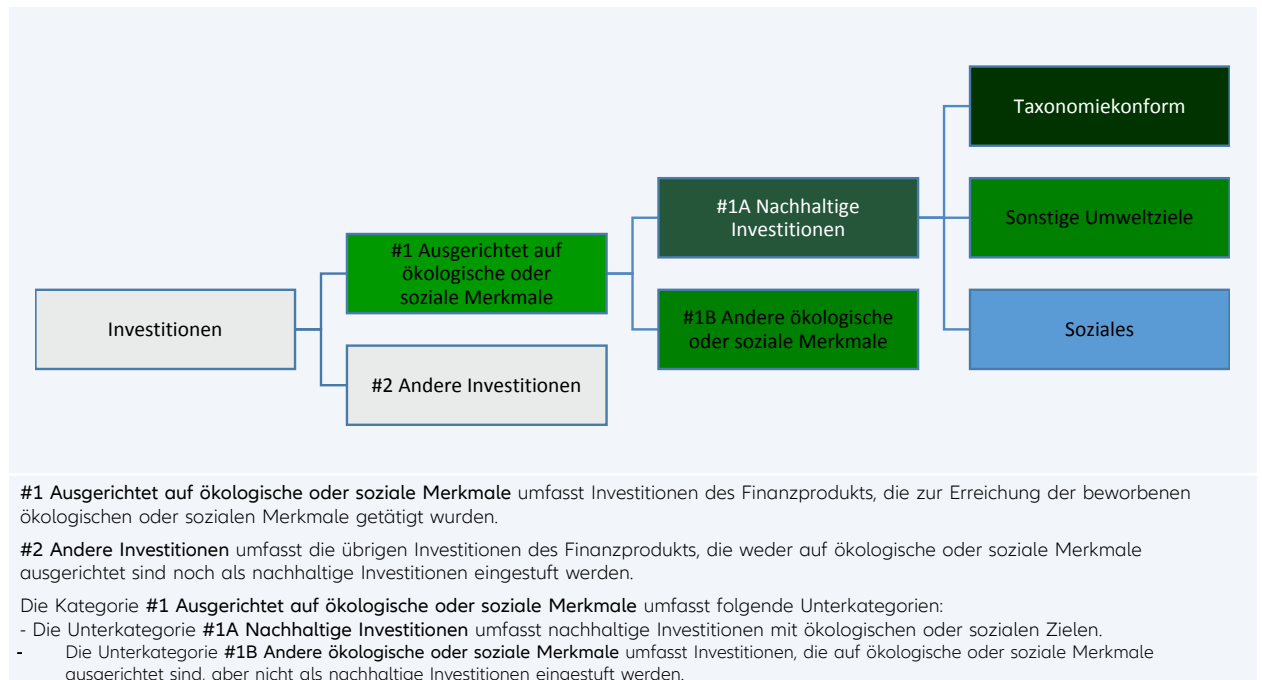 Taxonomiekonform
#1A Nachhaltige
Investitionen
Sonstige Umweltziele
#1 Ausgerichtet auf
ökologische oder
soziale Merkmale
#1B Andere ökologische
oder soziale Merkmale
Investitionen
Soziales
#2 Andere Investitionen
#1 Ausgerichtet auf ökologische oder soziale Merkmale umfasst Investitionen des Finanzprodukts, die zur Erreichung der beworbenen
ökologischen oder sozialen Merkmale getätigt wurden.
#2 Andere Investitionen umfasst die übrigen Investitionen des Finanzprodukts, die weder auf ökologische oder soziale Merkmale
ausgerichtet sind noch als nachhaltige Investitionen eingestuft werden.
Die Kategorie #1 Ausgerichtet auf ökologische oder soziale Merkmale umfasst folgende Unterkategorien:
- Die Unterkategorie #1A Nachhaltige Investitionen umfasst nachhaltige Investitionen mit ökologischen oder sozialen Zielen.
- Die Unterkategorie #1B Andere ökologische oder soziale Merkmale umfasst Investitionen, die auf ökologische oder soziale Merkmale
ausgerichtet sind, aber nicht als nachhaltige Investitionen eingestuft werden.